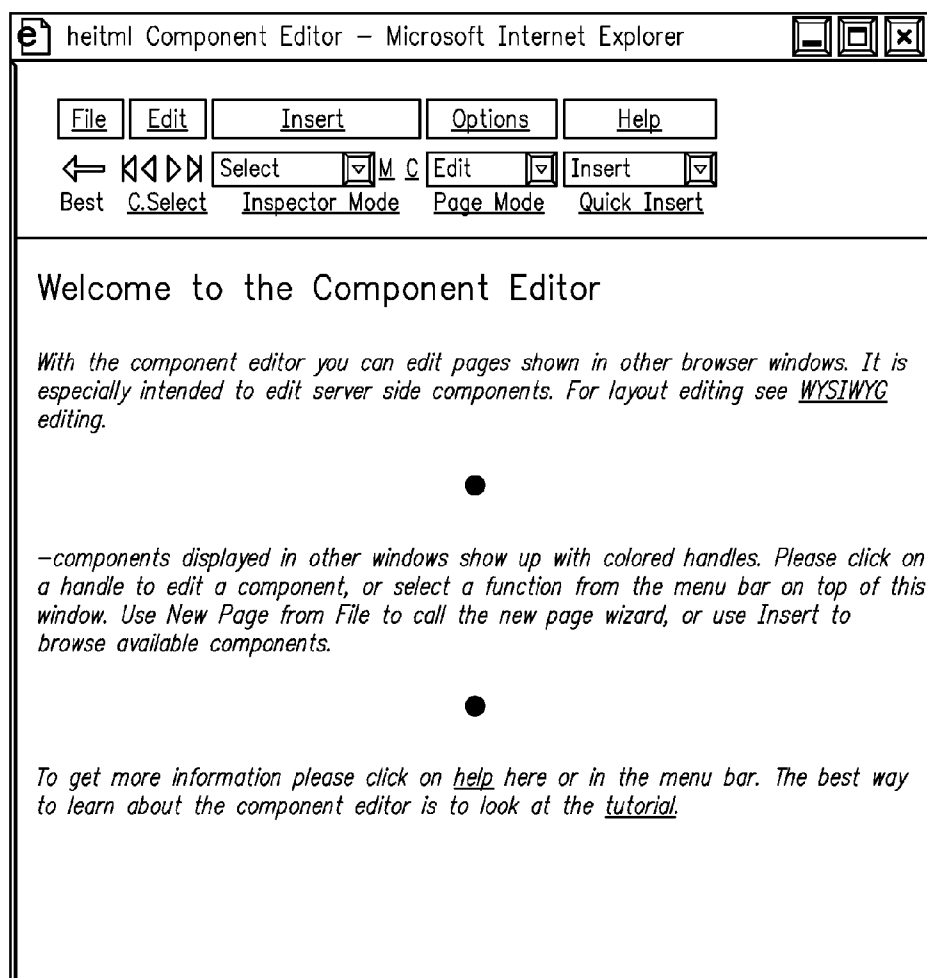 heitml Component Editor – Microsoft Internet Explorer
File Edit Insert Options Help
Select M C Edit Insert
Best C.Select Inspector Mode Page Mode Quick Insert
Welcome to the Component Editor
With the component editor you can edit pages shown in other browser windows. It is
especially intended to edit server side components. For layout editing see WYSIWYG
editing.
–components displayed in other windows show up with colored handles. Please click on
a handle to edit a component, or select a function from the menu bar on top of this
window. Use New Page from File to call the new page wizard, or use Insert to
browse available components.
To get more information please click on help here or in the menu bar. The best way
to learn about the component editor is to look at the tutorial.